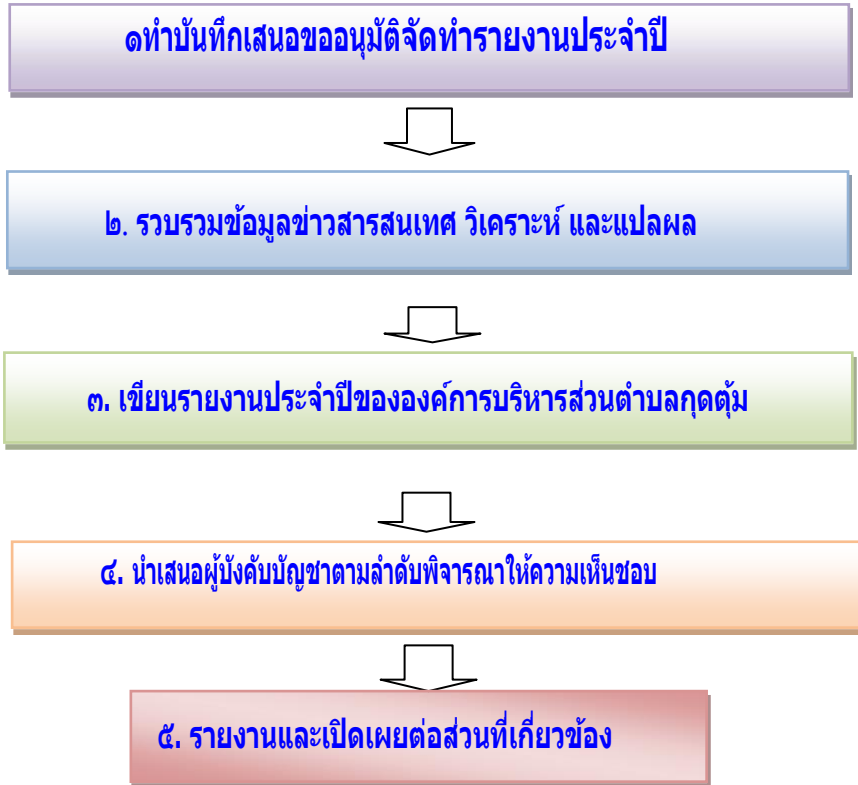 ๑ทำบันทึกเสนอขออนุมัติจัดทำรายงานประจำปี
๒. รวบรวมข้อมูลข่าวสารสนเทศ วิเคราะห์ และแปลผล
๓. เขียนรายงานประจำปีขององค์การบริหารส่วนตำบลกุดตุ้ม
๔. นำเสนอผู้บังคับบัญชาตามลำดับพิจารณาให้ความเห็นชอบ
๕. รายงานและเปิดเผยต่อส่วนที่เกี่ยวข้อง